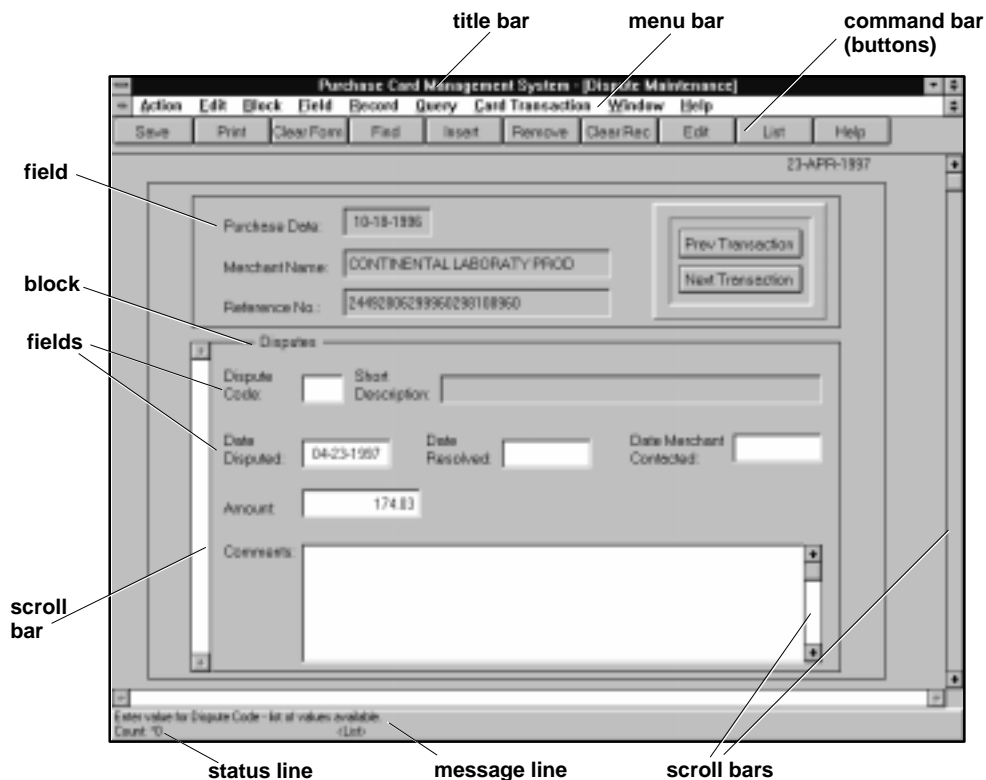 title bar
menu bar
command bar
(buttons)
Purchase Card Management System - [Dispute Maintenance]
Action Edit Block Field Record Query Card Transaction Window Help
Save Print Clear Form Find Insert Remove Clear Rec Edit List Help
23-APR-1997
field
Purchase Date: 10-18-1996
Prev Transaction
Merchant Name: CONTINENTAL LABORATY PROD
Next Transaction
block
Reference No.:
fields
Disputes
Dispute Code:
Short Description:
Date Disputed: 04-23-1997
Date Resolved:
Date Merchant Contacted:
Amount: 174.83
Comments:
scroll
bar
Enter value for Dispute Code - list of values available.
Count: *0 <List>
status line
message line
scroll bars